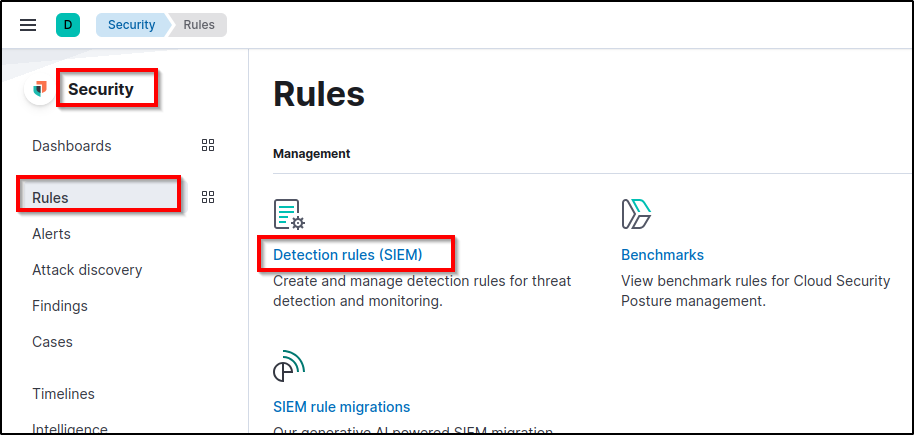 D
Security
Rules
Security
Dashboards
Rules
Alerts
Attack discovery
Findings
Cases
Timelines
Intelligence
Rules
Management
Detection rules (SIEM)
Create and manage detection rules for threat
detection and monitoring.
Benchmarks
View benchmark rules for Cloud Security
Posture management.
SIEM rule migrations
Our generative AI powered SIEM migration